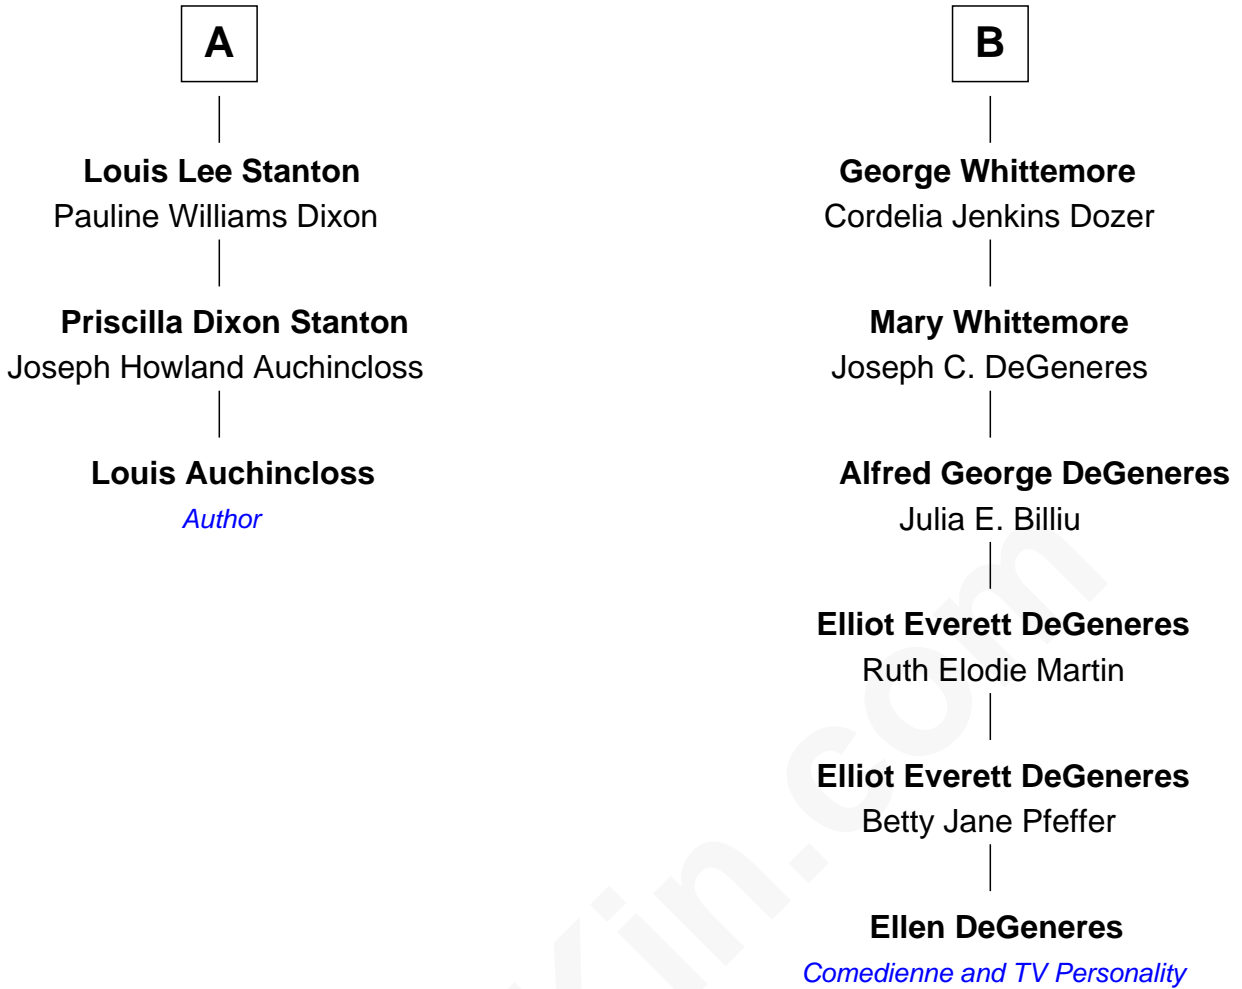 A
Louis Lee Stanton
Pauline Williams Dixon
Priscilla Dixon Stanton
Joseph Howland Auchincloss
Louis Auchincloss
Author
B
George Whittemore
Cordelia Jenkins Dozer
Mary Whittemore
Joseph C. DeGeneres
Alfred George DeGeneres
Julia E. Billiu
Elliot Everett DeGeneres
Ruth Elodie Martin
Elliot Everett DeGeneres
Betty Jane Pfeffer
Ellen DeGeneres
Comedienne and TV Personality